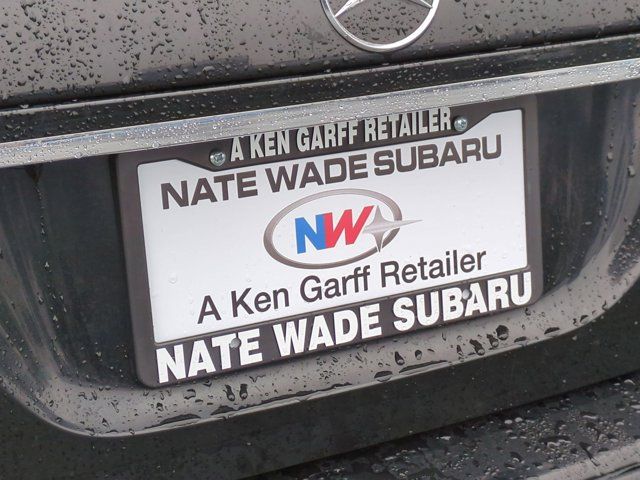 A KEN GARFF RETAILER
NATE WADE SUBARU
NW
A Ken Garff Retailer
NATE WADE SUBARU